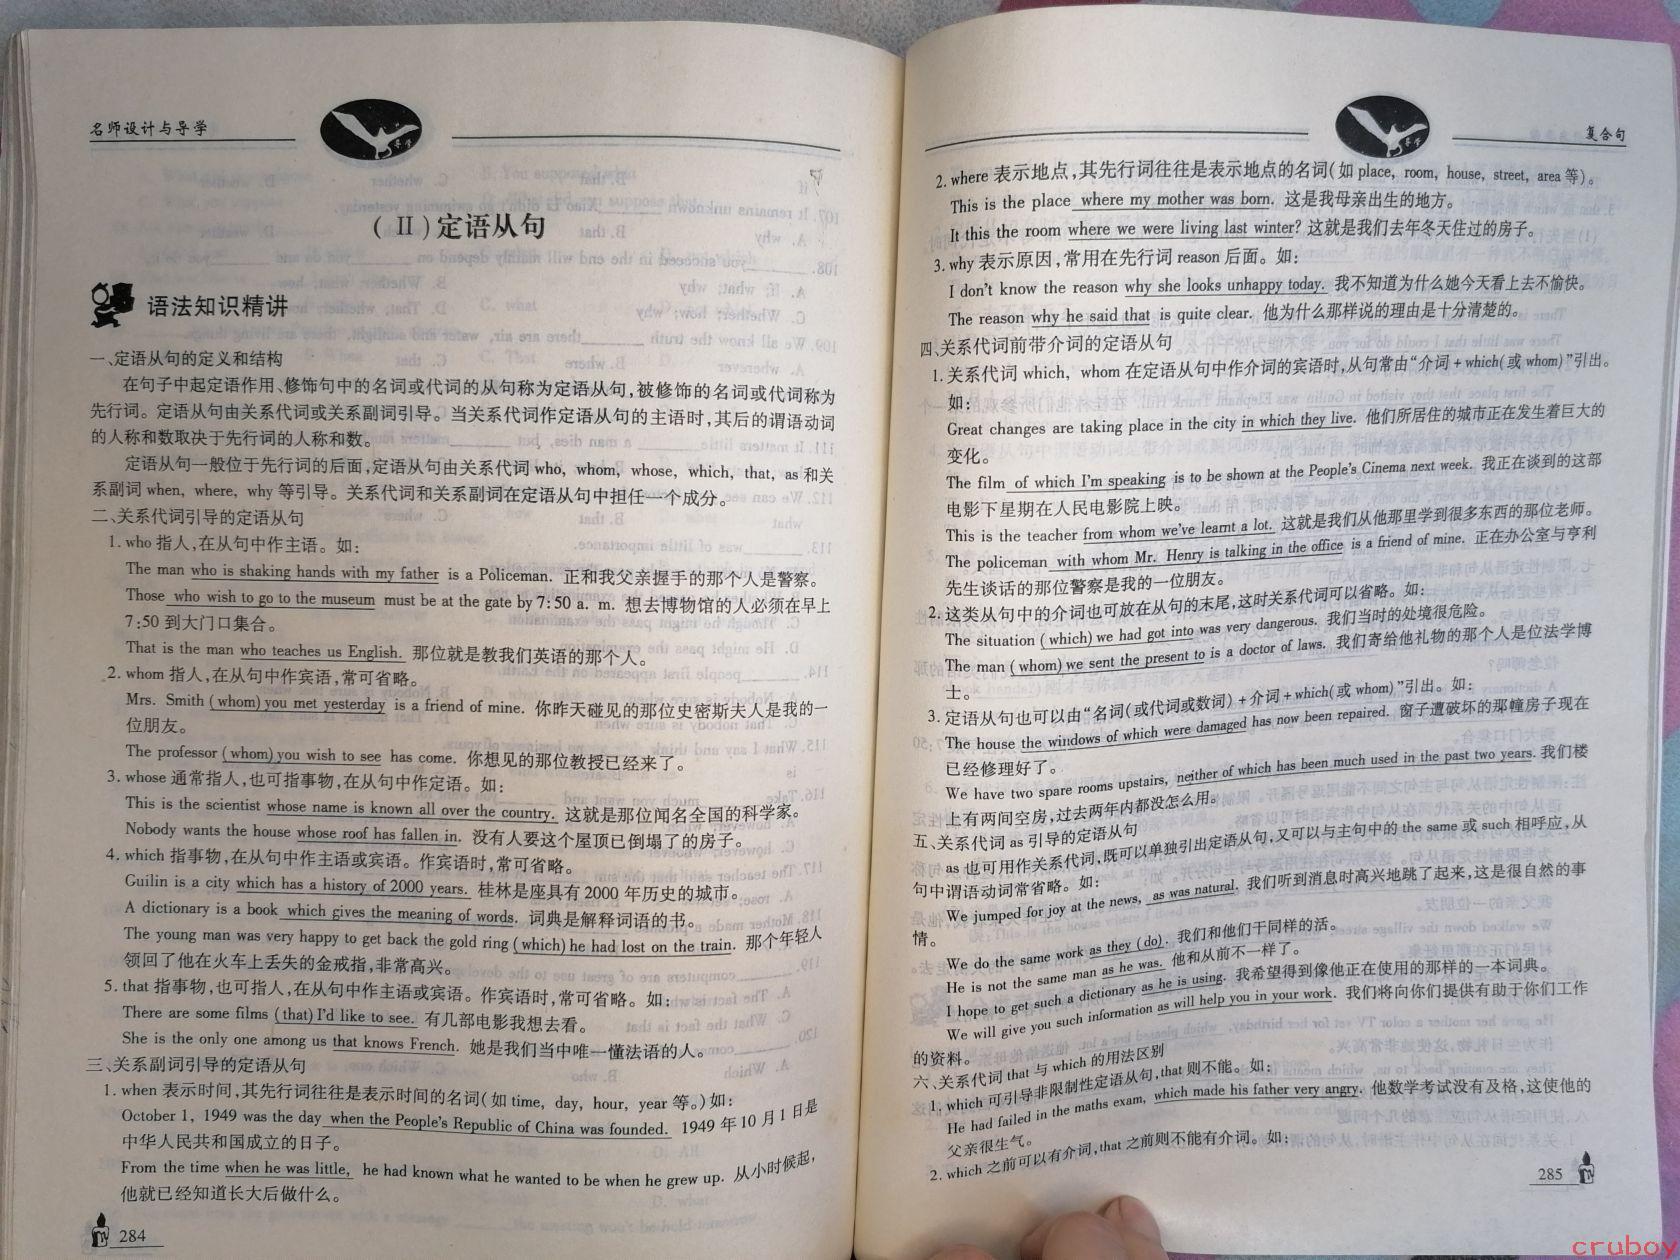 名师设计与导学
(Ⅱ)定语从句
语法知识精讲
一、定语从句的定义和结构
在句子中起定语作用、修饰句中的名词或代词的从句称为定语从句,被修饰的名词或代词称为
先行词。定语从句由关系代词或关系副词引导。当关系代词作定语从句的主语时,其后的谓语动词
的人称和数取决于先行词的人称和数。
定语从句一般位于先行词的后面,定语从句由关系代词 who, whom, whose, which, that, as 和关
系副词 when, where, why 等引导。关系代词和关系副词在定语从句中担任一个成分。
二、关系代词引导的定语从句
1. who 指人,在从句中作主语。如:
The man who is shaking hands with my father is a Policeman. 正和我父亲握手的那个人是警察。
Those who wish to go to the museum must be at the gate by 7:50 a. m. 想去博物馆的人必须在早上
7:50 到大门口集合。
That is the man who teaches us English. 那位就是教我们英语的那个人。
2. whom 指人,在从句中作宾语,常可省略。
Mrs. Smith (whom) you met yesterday is a friend of mine. 你昨天碰见的那位史密斯夫人是我的一
位朋友。
The professor (whom) you wish to see has come. 你想见的那位教授已经来了。
3. whose 通常指人,也可指事物,在从句中作定语。如:
This is the scientist whose name is known all over the country. 这就是那位闻名全国的科学家。
Nobody wants the house whose roof has fallen in. 没有人要这个屋顶已倒塌了的房子。
4. which 指事物,在从句中作主语或宾语。作宾语时,常可省略。
Guilin is a city which has a history of 2000 years. 桂林是座具有 2000 年历史的城市。
A dictionary is a book which gives the meaning of words. 词典是解释词语的书。
The young man was very happy to get back the gold ring (which) he had lost on the train. 那个年轻人
领回了他在火车上丢失的金戒指,非常高兴。
5. that 指事物,也可指人,在从句中作主语或宾语。作宾语时,常可省略。如:
There are some films (that) I'd like to see. 有几部电影我想去看。
She is the only one among us that knows French. 她是我们当中唯一懂法语的人。
三、关系副词引导的定语从句
1. when 表示时间,其先行词往往是表示时间的名词(如 time, day, hour, year 等。)如:
October 1, 1949 was the day when the People's Republic of China was founded. 1949 年 10 月 1 日是
中华人民共和国成立的日子。
From the time when he was little, he had known what he wanted to be when he grew up. 从小时候起,
他就已经知道长大后做什么。
284
复合句
2. where 表示地点,其先行词往往是表示地点的名词(如 place, room, house, street, area 等)。
This is the place where my mother was born. 这是我母亲出生的地方。
It this the room where we were living last winter? 这就是我们去年冬天住过的房子。
3. why 表示原因,常用在先行词 reason 后面。如:
I don't know the reason why she looks unhappy today. 我不知道为什么她今天看上去不愉快。
The reason why he said that is quite clear. 他为什么那样说的理由是十分清楚的。
四、关系代词前带介词的定语从句
1. 关系代词 which, whom 在定语从句中作介词的宾语时,从句常由“介词 + which(或 whom)”引出。
如:
Great changes are taking place in the city in which they live. 他们所居住的城市正在发生着巨大的
变化。
The film of which I'm speaking is to be shown at the People's Cinema next week. 我正在谈到的这部
电影下星期在人民电影院上映。
This is the teacher from whom we've learnt a lot. 这就是我们从他那里学到很多东西的那位老师。
The policeman with whom Mr. Henry is talking in the office is a friend of mine. 正在办公室与亨利
先生谈话的那位警察是我的一位朋友。
2. 这类从句中的介词也可放在从句的末尾,这时关系代词可以省略。如:
The situation (which) we had got into was very dangerous. 我们当时的处境很危险。
The man (whom) we sent the present to is a doctor of laws. 我们寄给他礼物的那个人是位法学博
士。
3. 定语从句也可以由“名词(或代词或数词) + 介词 + which(或 whom)”引出。如:
The house the windows of which were damaged has now been repaired. 窗子遭破坏的那幢房子现在
已经修理好了。
We have two spare rooms upstairs, neither of which has been much used in the past two years. 我们楼
上有两间空房,过去两年内都没怎么用。
五、关系代词 as 引导的定语从句
as 也可用作关系代词,既可以单独引出定语从句,又可以与主句中的 the same 或 such 相呼应,从
句中谓语动词常省略。如:
We jumped for joy at the news, as was natural. 我们听到消息时高兴地跳了起来,这是很自然的事
情。
We do the same work as they (do). 我们和他们干同样的活。
He is not the same man as he was. 他和从前不一样了。
I hope to get such a dictionary as he is using. 我希望得到像他正在使用的那样的一本词典。
We will give you such information as will help you in your work. 我们将向你们提供有助于你们工作
的资料。
六、关系代词 that 与 which 的用法区别
1. which 可引导非限制性定语从句,that 则不能。如:
He had failed in the maths exam, which made his father very angry. 他数学考试没有及格,这使他的
父亲很生气。
2. which 之前可以有介词,that 之前则不能有介词。如:
285
cruboy